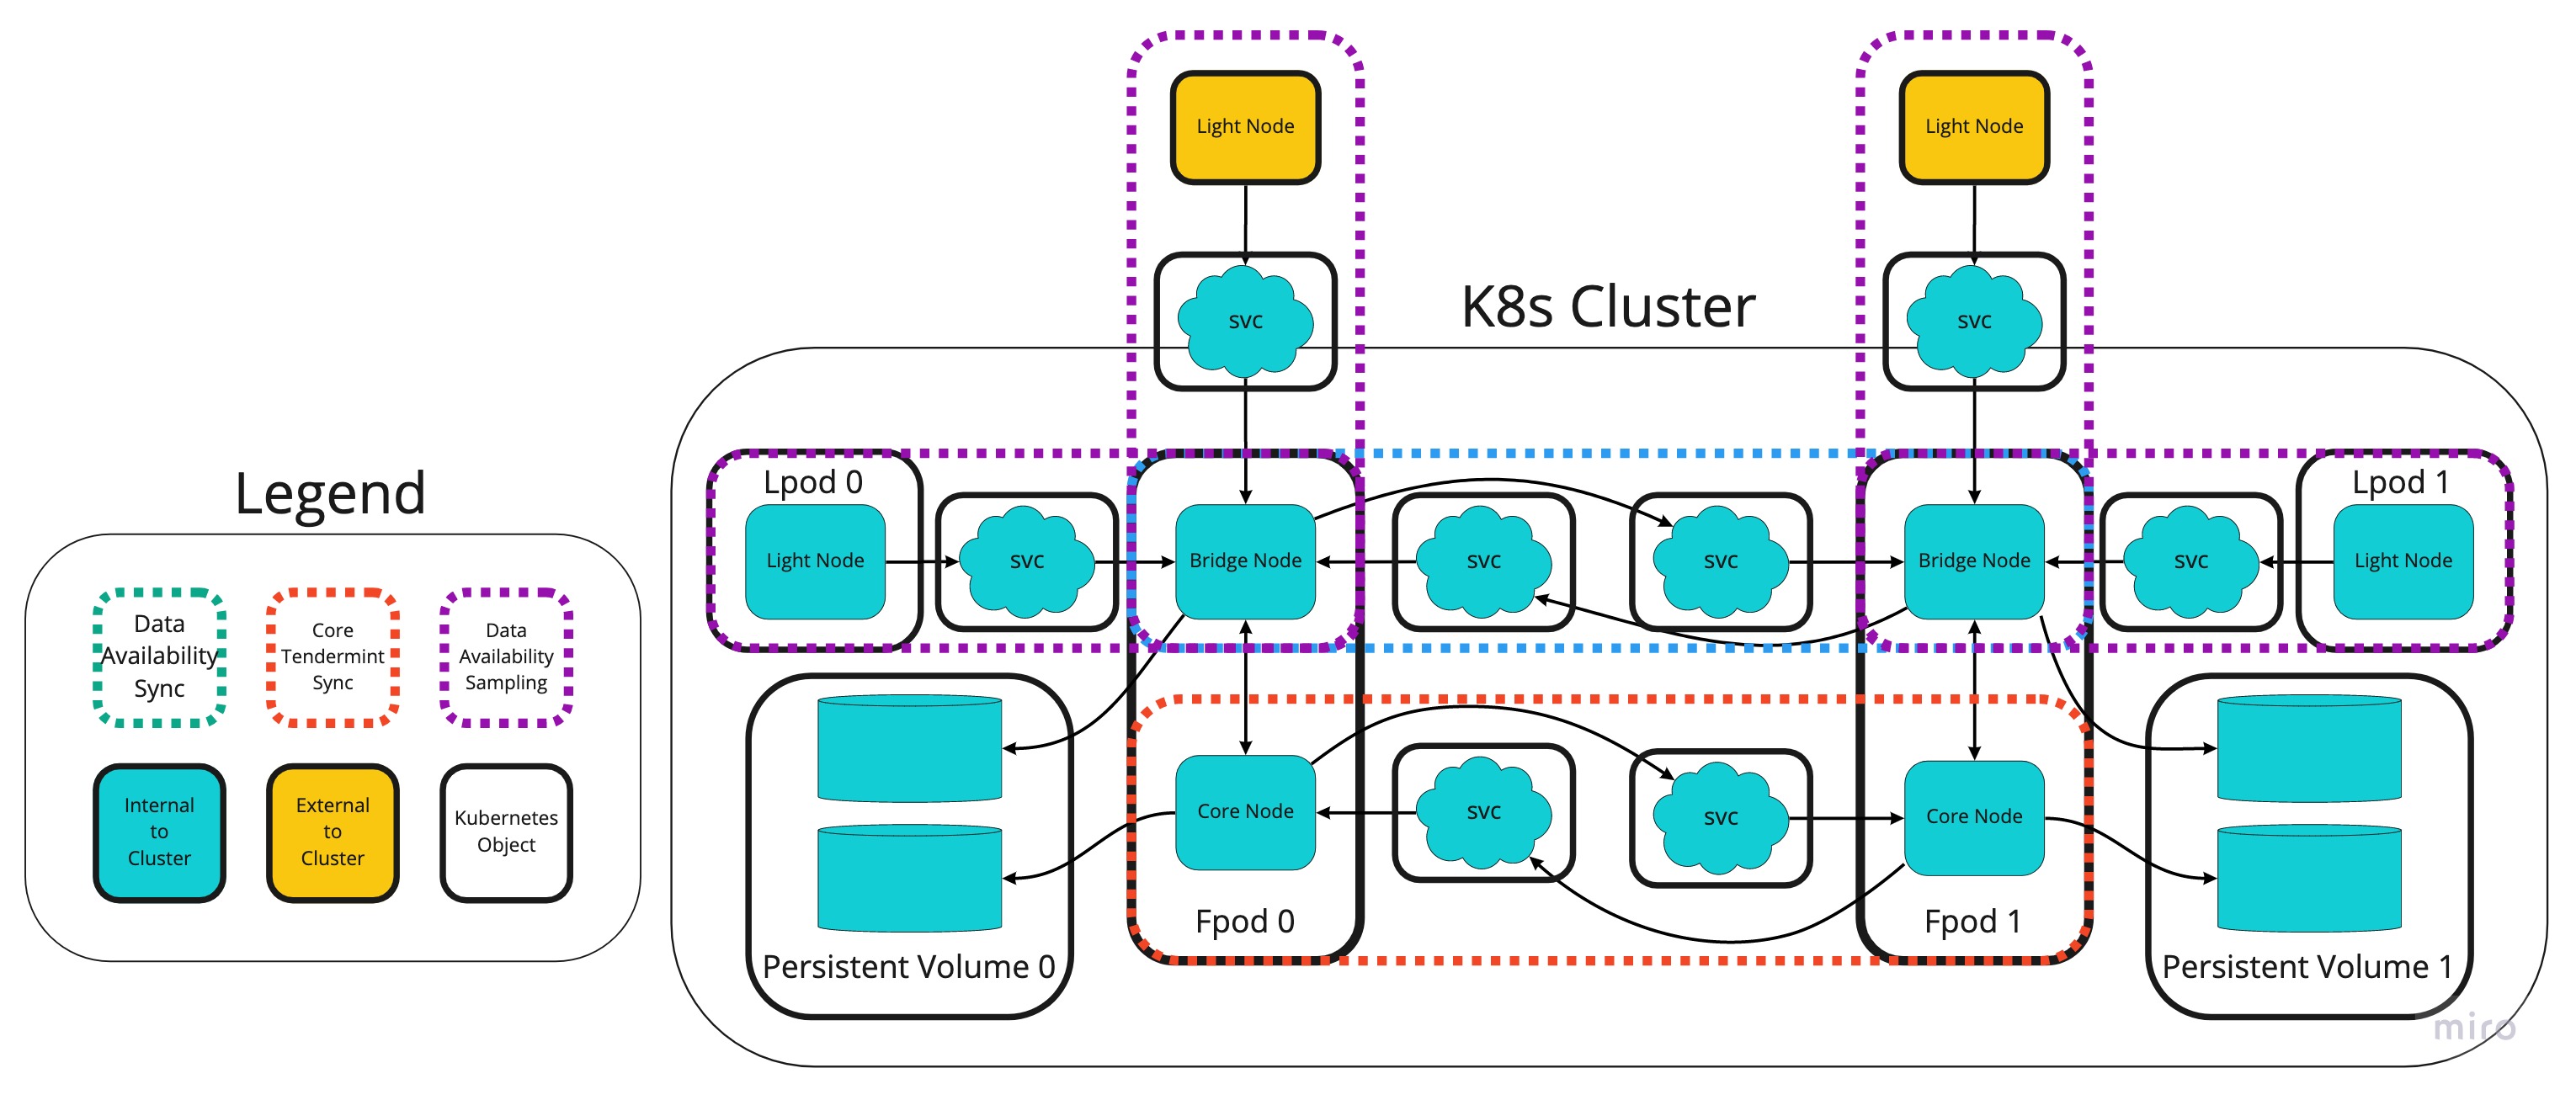 Legend
Data
Availability
Sync
Core
Tendermint
Sync
Data
Availability
Sampling
Internal
to
Cluster
External
to
Cluster
Kubernetes
Object
K8s Cluster
Light Node
Light Node
svc
svc
Lpod 0
Light Node
svc
Bridge Node
svc
svc
Bridge Node
svc
Lpod 1
Light Node
Core Node
svc
svc
Core Node
Fpod 0
Fpod 1
Persistent Volume 0
Persistent Volume 1
miro